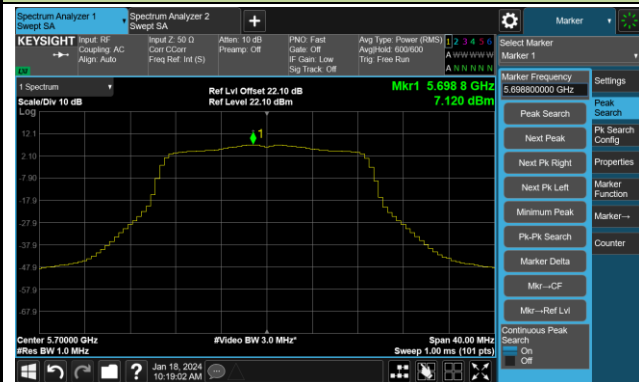 Spectrum Analyzer 1
Swept SA
Spectrum Analyzer 2
Swept SA
+
Marker
KEYSIGHT
Input: RF
Coupling: AC
Align: Auto
Input Z: 50 Ω
Corr CCorr
Freq Ref: Int (S)
Atten: 10 dB
Preamp: Off
PNO: Fast
Gate: Off
IF Gain: Low
Sig Track: Off
Avg Type: Power (RMS)
Avg|Hold: 600/600
Trig: Free Run
1 2 3 4 5 6
A W W W W W
A N N N N N
LXI
Select Marker
Marker 1
1 Spectrum
Scale/Div 10 dB
Log
Ref Lvl Offset 22.10 dB
Ref Level 22.10 dBm
Mkr1 5.698 8 GHz
7.120 dBm
1
12.1
2.10
-7.90
-17.9
-27.9
-37.9
-47.9
-57.9
-67.9
Center 5.70000 GHz
#Res BW 1.0 MHz
#Video BW 3.0 MHz*
Span 40.00 MHz
Sweep 1.00 ms (101 pts)
Marker Frequency
5.698800000 GHz
Peak Search
Next Peak
Next Pk Right
Next Pk Left
Minimum Peak
Pk-Pk Search
Marker Delta
Mkr→CF
Mkr→Ref Lvl
Continuous Peak
Search
On
Off
Settings
Peak
Search
Pk Search
Config
Properties
Marker
Function
Marker→
Counter
?
Jan 18, 2024
10:19:02 AM